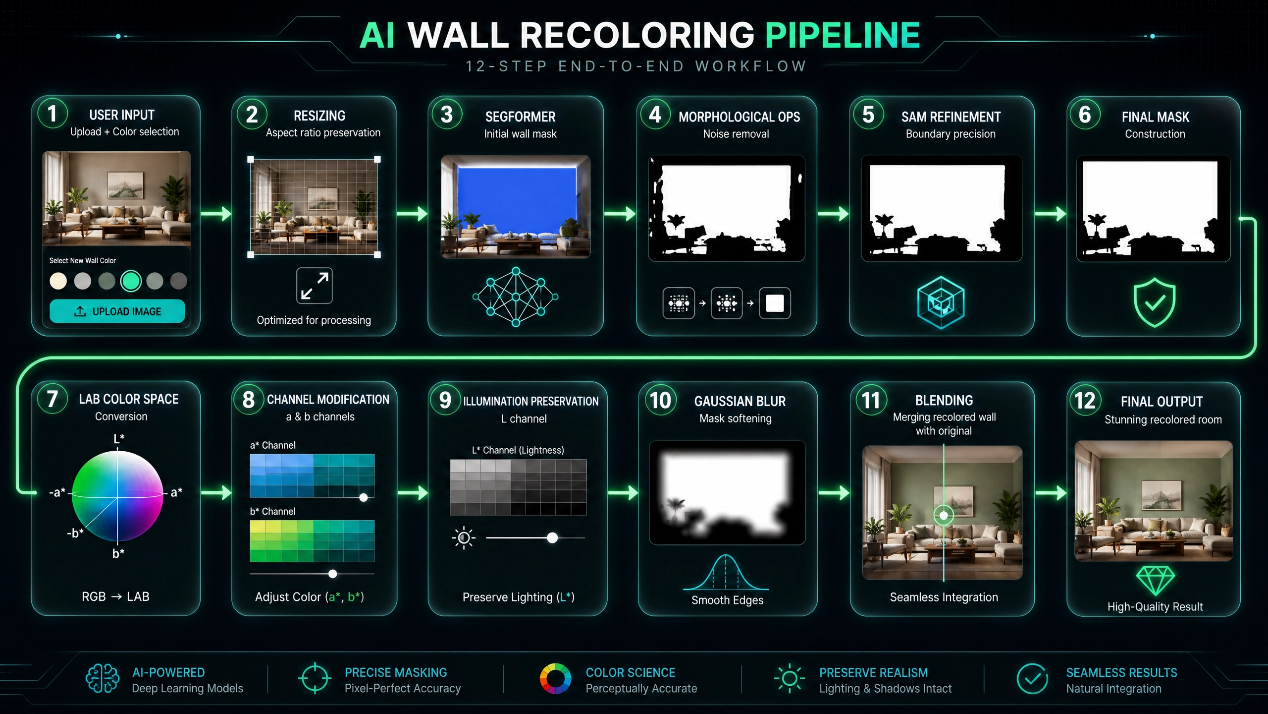 AI WALL RECOLORING PIPELINE
12-STEP END-TO-END WORKFLOW
1
USER INPUT
Upload + Color selection
Select New Wall Color
UPLOAD IMAGE
2
RESIZING
Aspect ratio preservation
Optimized for processing
3
SEGFORMER
Initial wall mask
4
MORPHOLOGICAL OPS
Noise removal
5
SAM REFINEMENT
Boundary precision
6
FINAL MASK
Construction
7
LAB COLOR SPACE
Conversion
L*
-a*
a*
-b*
b*
RGB → LAB
8
CHANNEL MODIFICATION
a & b channels
a* Channel
b* Channel
Adjust Color (a*, b*)
9
ILLUMINATION PRESERVATION
L channel
L* Channel (Lightness)
Preserve Lighting (L*)
10
GAUSSIAN BLUR
Mask softening
Smooth Edges
11
BLENDING
Merging recolored wall
with original
Seamless Integration
12
FINAL OUTPUT
Stunning recolored room
High-Quality Result
AI-POWERED
Deep Learning Models
PRECISE MASKING
Pixel-Perfect Accuracy
COLOR SCIENCE
Perceptually Accurate
PRESERVE REALISM
Lighting & Shadows Intact
SEAMLESS RESULTS
Natural Integration